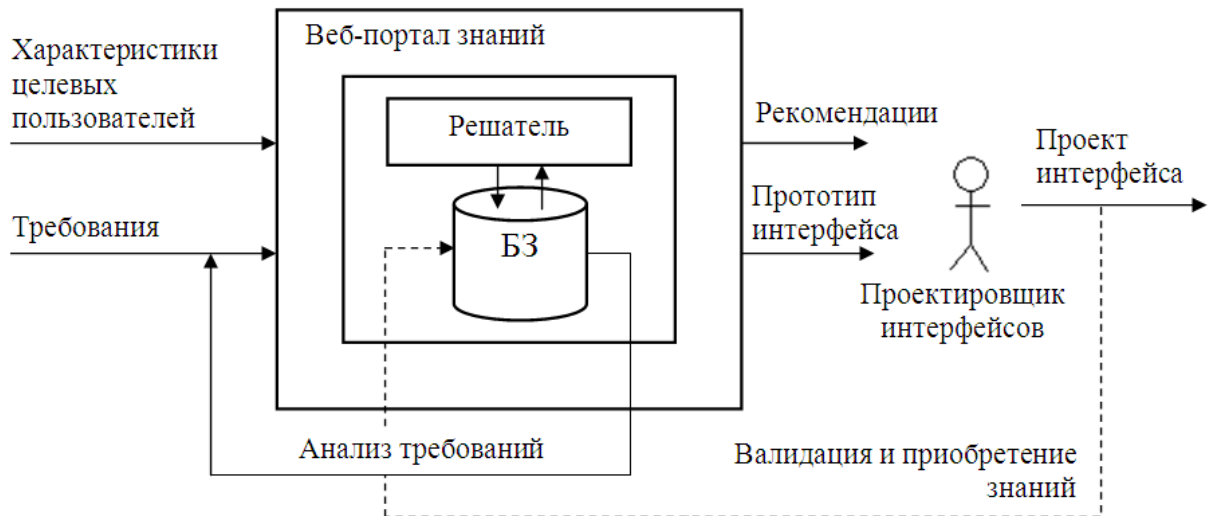 Веб-портал знаний
Характеристики
целевых
пользователей
Решатель
Рекомендации
Проект
интерфейса
Требования
БЗ
Прототип
интерфейса
Проектировщик
интерфейсов
Анализ требований
Валидация и приобретение
знаний